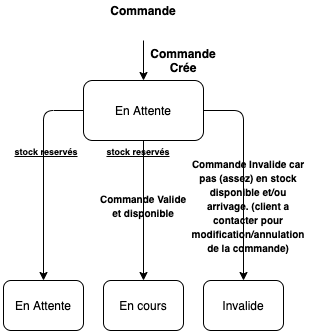 Commande
Commande
Crée
En Attente
stock reservés
stock reservés
Commande Valide
et disponible
Commande Invalide car
pas (assez) en stock
disponible et/ou
arrivage. (client a
contacter pour
modification/annulation
de la commande)
En Attente
En cours
Invalide